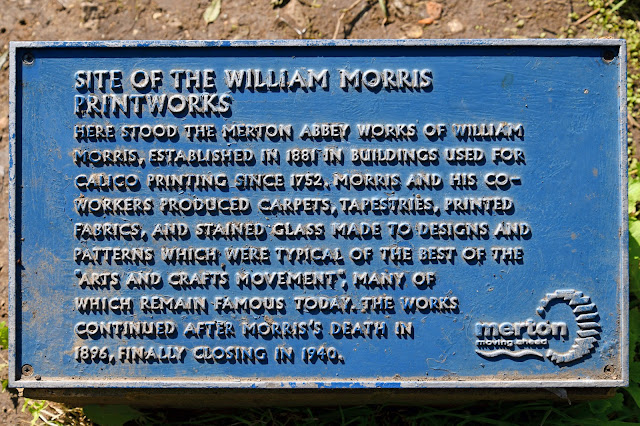 SITE OF THE WILLIAM MORRIS
PRINTWORKS
HERE STOOD THE MERTON ABBEY WORKS OF WILLIAM
MORRIS, ESTABLISHED IN 1881 IN BUILDINGS USED FOR
CALICO PRINTING SINCE 1752. MORRIS AND HIS CO-
WORKERS PRODUCED CARPETS, TAPESTRIES, PRINTED
FABRICS, AND STAINED GLASS MADE TO DESIGNS AND
PATTERNS WHICH WERE TYPICAL OF THE BEST OF THE
"ARTS AND CRAFTS MOVEMENT", MANY OF
WHICH REMAIN FAMOUS TODAY. THE WORKS
CONTINUED AFTER MORRIS'S DEATH IN
1896, FINALLY CLOSING IN 1940.
merton
moving ahead